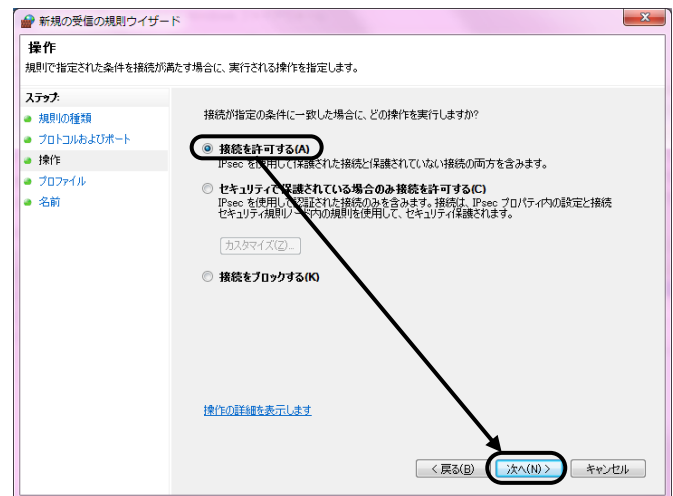 新規の受信の規則ウィザード
操作
規則で指定された条件を接続が満たす場合に、実行される操作を指定します。
ステップ:
規則の種類
プロトコルおよびポート
操作
プロファイル
名前
接続が指定の条件に一致した場合に、どの操作を実行しますか?
接続を許可する(A)
IPsec を使用して保護された接続と保護されていない接続の両方を含みます。
セキュリティで保護されている場合のみ接続を許可する(C)
IPsec を使用して認証された接続のみを含みます。接続は、IPsec プロパティ内の設定と接続
セキュリティ規則ノード内の規則を使用して、セキュリティ保護されます。
カスタマイズ(Z)...
接続をブロックする(K)
操作の詳細を表示します
< 戻る(B)
次へ(N) >
キャンセル